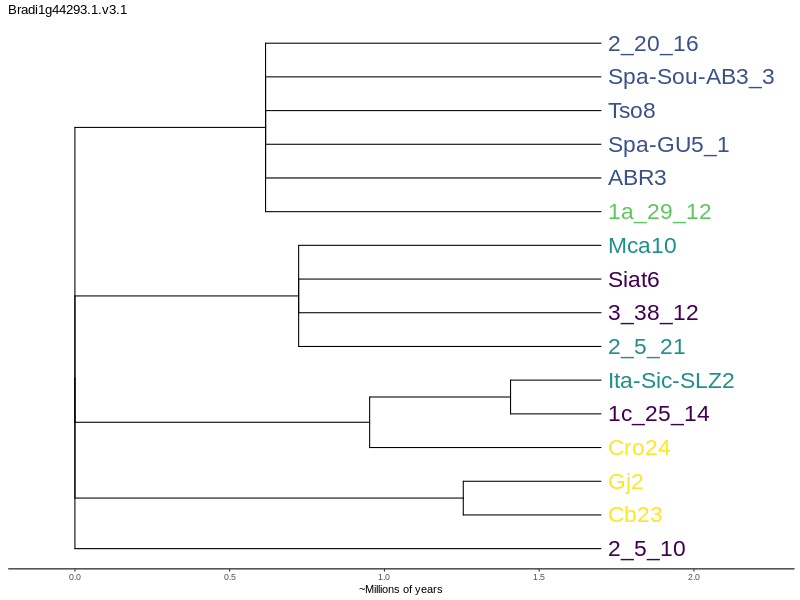 Bradi1g44293.1.v3.1
2_20_16
Spa-Sou-AB3_3
Tso8
Spa-GU5_1
ABR3
1a_29_12
Mca10
Siat6
3_38_12
2_5_21
Ita-Sic-SLZ2
1c_25_14
Cro24
Gj2
Cb23
2_5_10
0.0 0.5 1.0 1.5 2.0
~Millions of years